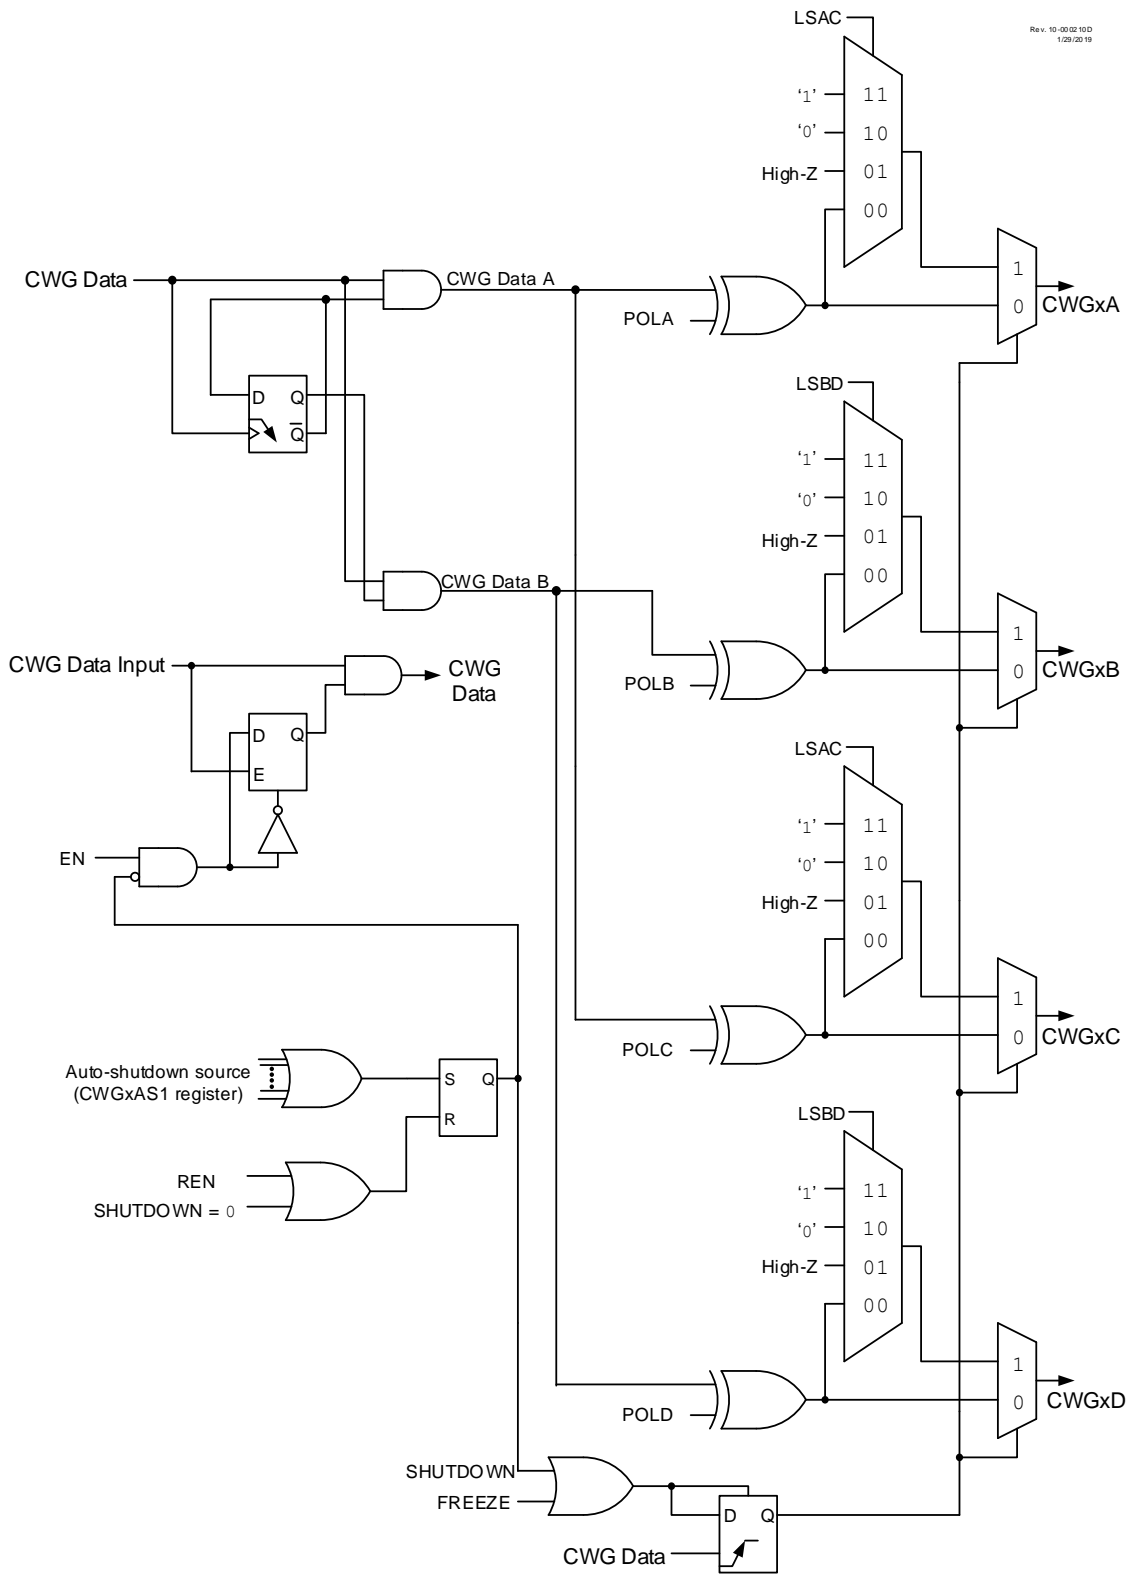 LSAC
Rev. 10-000210D
1/29/2019
‘1’ 11
‘0’ 10
High-Z 01
00
CWG Data
CWG Data A
POLA
1
0
CWGxA
LSBD
D Q
Q
‘1’ 11
‘0’ 10
High-Z 01
00
CWG Data B
POLB
1
0
CWGxB
CWG Data Input
CWG
Data
D Q
E
EN
LSAC
‘1’ 11
‘0’ 10
High-Z 01
00
POLC
1
0
CWGxC
Auto-shutdown source
(CWGxAS1 register)
S Q
R
REN
SHUTDOWN = 0
LSBD
‘1’ 11
‘0’ 10
High-Z 01
00
POLD
1
0
CWGxD
SHUTDOWN
FREEZE
D Q
CWG Data